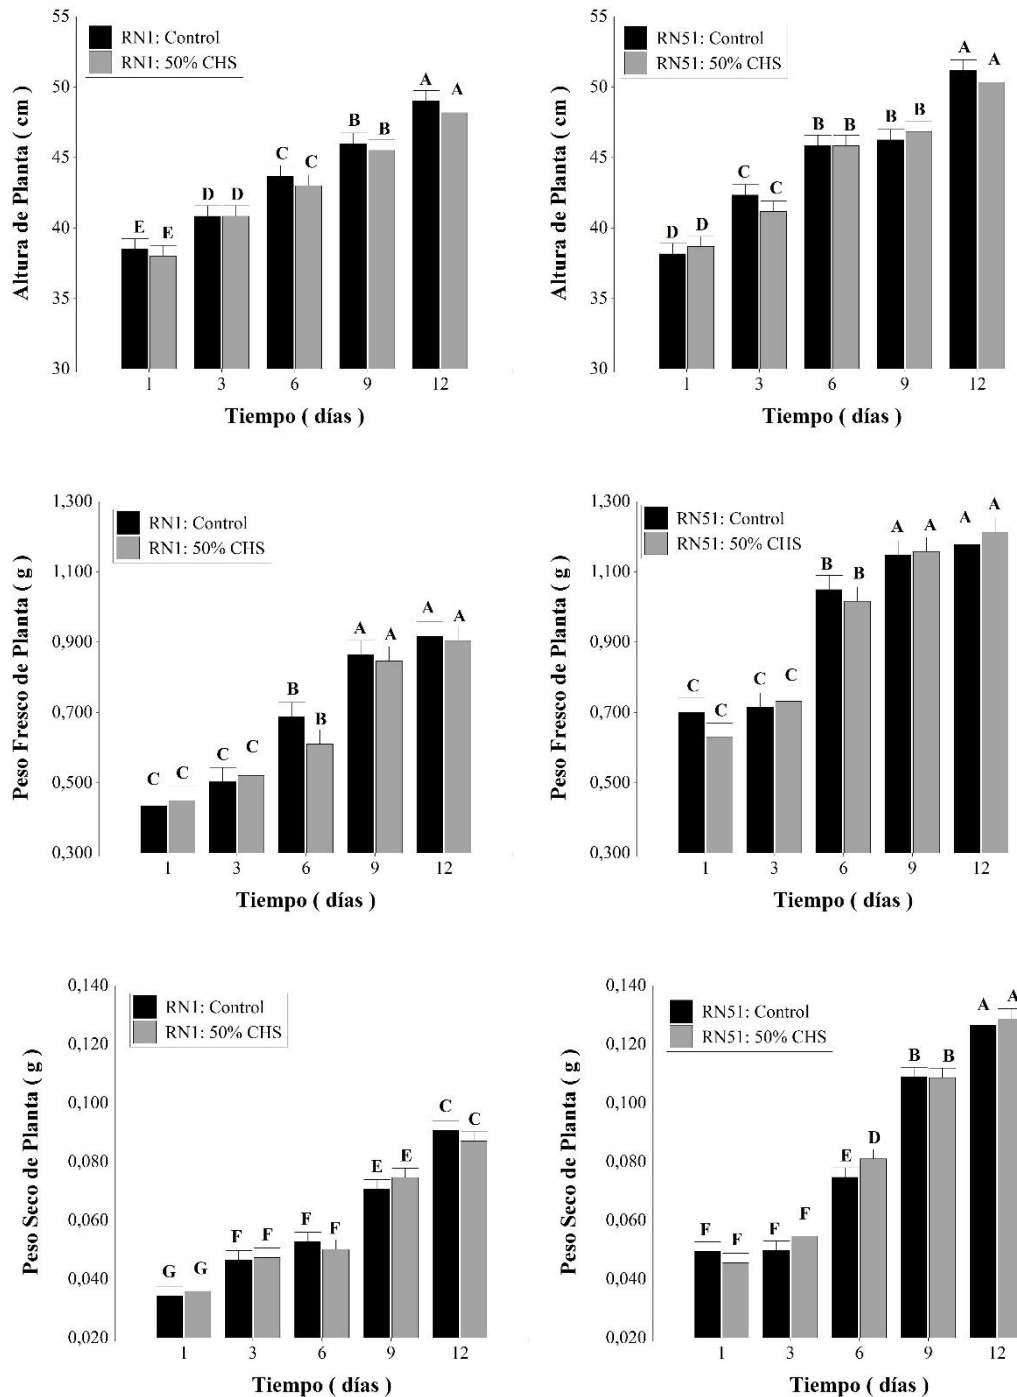 55
50
45
40
35
30
Altura de Planta ( cm )
RN1: Control
RN1: 50% CHS
E E D D C C B B A A
1 3 6 9 12
Tiempo ( días )
55
50
45
40
35
30
Altura de Planta ( cm )
RN51: Control
RN51: 50% CHS
D D C C B B B B A A
1 3 6 9 12
Tiempo ( días )
1,300
1,100
0,900
0,700
0,500
0,300
Peso Fresco de Planta ( g )
RN1: Control
RN1: 50% CHS
C C C C B B A A A A
1 3 6 9 12
Tiempo ( días )
1,300
1,100
0,900
0,700
0,500
0,300
Peso Fresco de Planta ( g )
RN51: Control
RN51: 50% CHS
C C C C B B A A A A
1 3 6 9 12
Tiempo ( días )
0,140
0,120
0,100
0,080
0,060
0,040
0,020
Peso Seco de Planta ( g )
RN1: Control
RN1: 50% CHS
G G F F F F E E C C
1 3 6 9 12
Tiempo ( días )
0,140
0,120
0,100
0,080
0,060
0,040
0,020
Peso Seco de Planta ( g )
RN51: Control
RN51: 50% CHS
F F F F E D B B A A
1 3 6 9 12
Tiempo ( días )